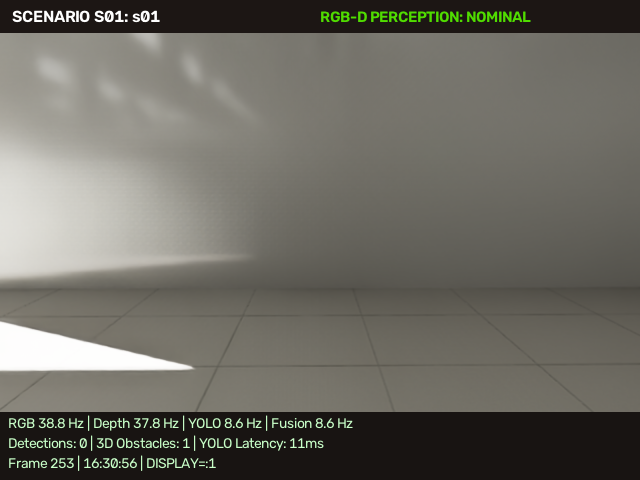 SCENARIO S01: s01
RGB-D PERCEPTION: NOMINAL
RGB 38.8 Hz | Depth 37.8 Hz | YOLO 8.6 Hz | Fusion 8.6 Hz
Detections: 0 | 3D Obstacles: 1 | YOLO Latency: 11ms
Frame 253 | 16:30:56 | DISPLAY=:1